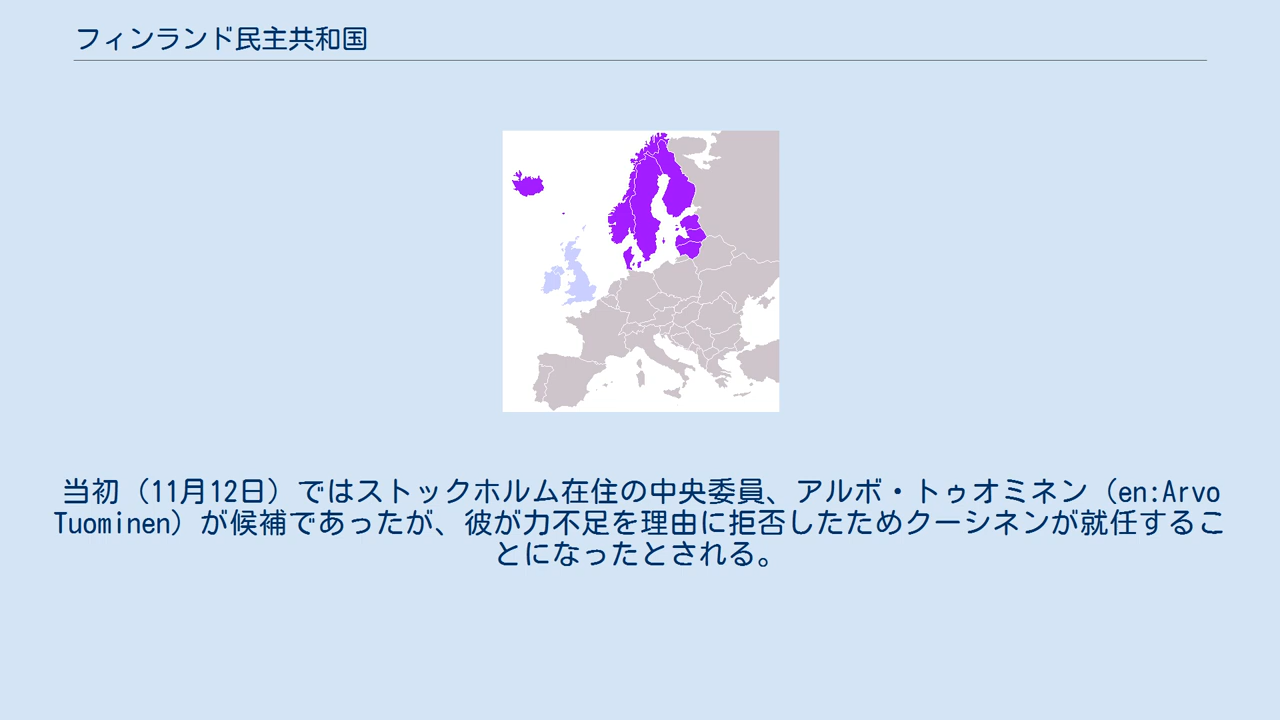 フィンランド民主共和国
当初（11月12日）ではストックホルム在住の中央委員、アルボ・トゥオミネン（en:Arvo
Tuominen）が候補であったが、彼が力不足を理由に拒否したためクーシネンが就任するこ
とになったとされる。